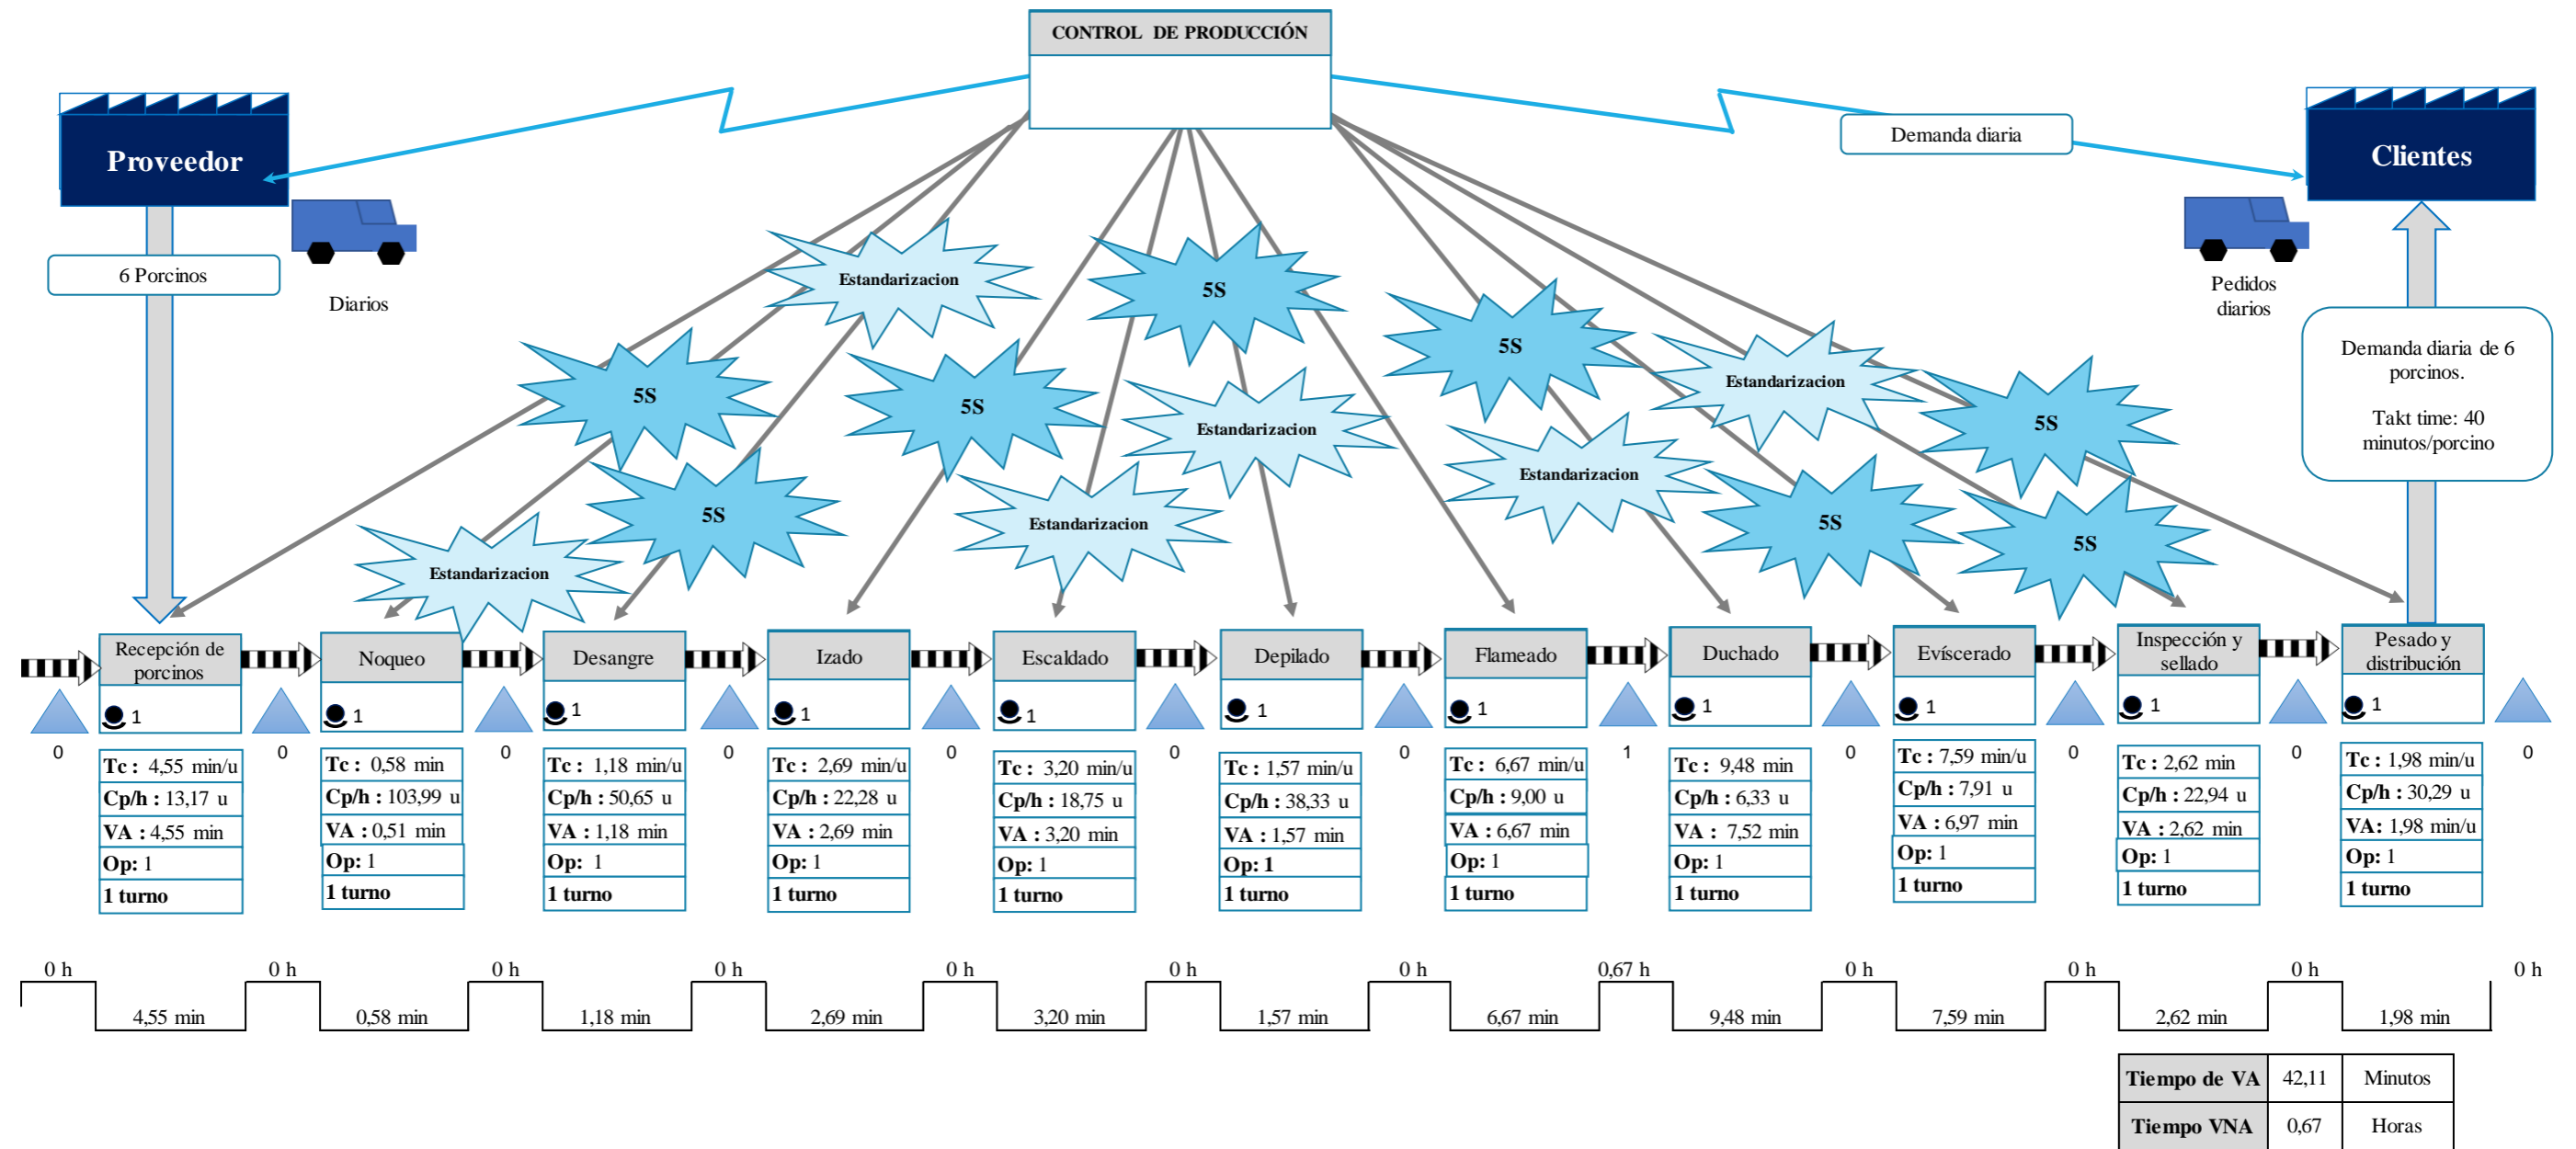 CONTROL DE PRODUCCIÓN
Proveedor
Clientes
Demanda diaria
6 Porcinos
Diarios
Pedidos
diarios
Demanda diaria de 6
porcinos.
Takt time: 40
minutos/porcino
Estandarizacion
5S
5S
5S
Estandarizacion
5S
5S
Estandarizacion
5S
Estandarizacion
Estandarizacion
5S
Estandarizacion
5S
5S
Recepción de
porcinos
1
Tc : 4,55 min/u
Cp/h : 13,17 u
VA : 4,55 min
Op: 1
1 turno
Noqueo
1
Tc : 0,58 min
Cp/h : 103,99 u
VA : 0,51 min
Op: 1
1 turno
Desangre
1
Tc : 1,18 min/u
Cp/h : 50,65 u
VA : 1,18 min
Op: 1
1 turno
Izado
1
Tc : 2,69 min/u
Cp/h : 22,28 u
VA : 2,69 min
Op: 1
1 turno
Escaldado
1
Tc : 3,20 min/u
Cp/h : 18,75 u
VA : 3,20 min
Op: 1
1 turno
Depilado
1
Tc : 1,57 min/u
Cp/h : 38,33 u
VA : 1,57 min
Op: 1
1 turno
Flameado
1
Tc : 6,67 min/u
Cp/h : 9,00 u
VA : 6,67 min
Op: 1
1 turno
Duchado
1
Tc : 9,48 min
Cp/h : 6,33 u
VA : 7,52 min
Op: 1
1 turno
Evíscerado
1
Tc : 7,59 min/u
Cp/h : 7,91 u
VA : 6,97 min
Op: 1
1 turno
Inspección y
sellado
1
Tc : 2,62 min
Cp/h : 22,94 u
VA : 2,62 min
Op: 1
1 turno
Pesado y
distribución
1
Tc : 1,98 min/u
Cp/h : 30,29 u
VA: 1,98 min/u
Op: 1
1 turno
0 0 0 0 0 0 0 1 0 0 0 0
0 h 0 h 0 h 0 h 0 h 0 h 0 h 0,67 h 0 h 0 h 0 h 0 h
4,55 min 0,58 min 1,18 min 2,69 min 3,20 min 1,57 min 6,67 min 9,48 min 7,59 min 2,62 min 1,98 min
Tiempo de VA 42,11 Minutos
Tiempo VNA 0,67 Horas